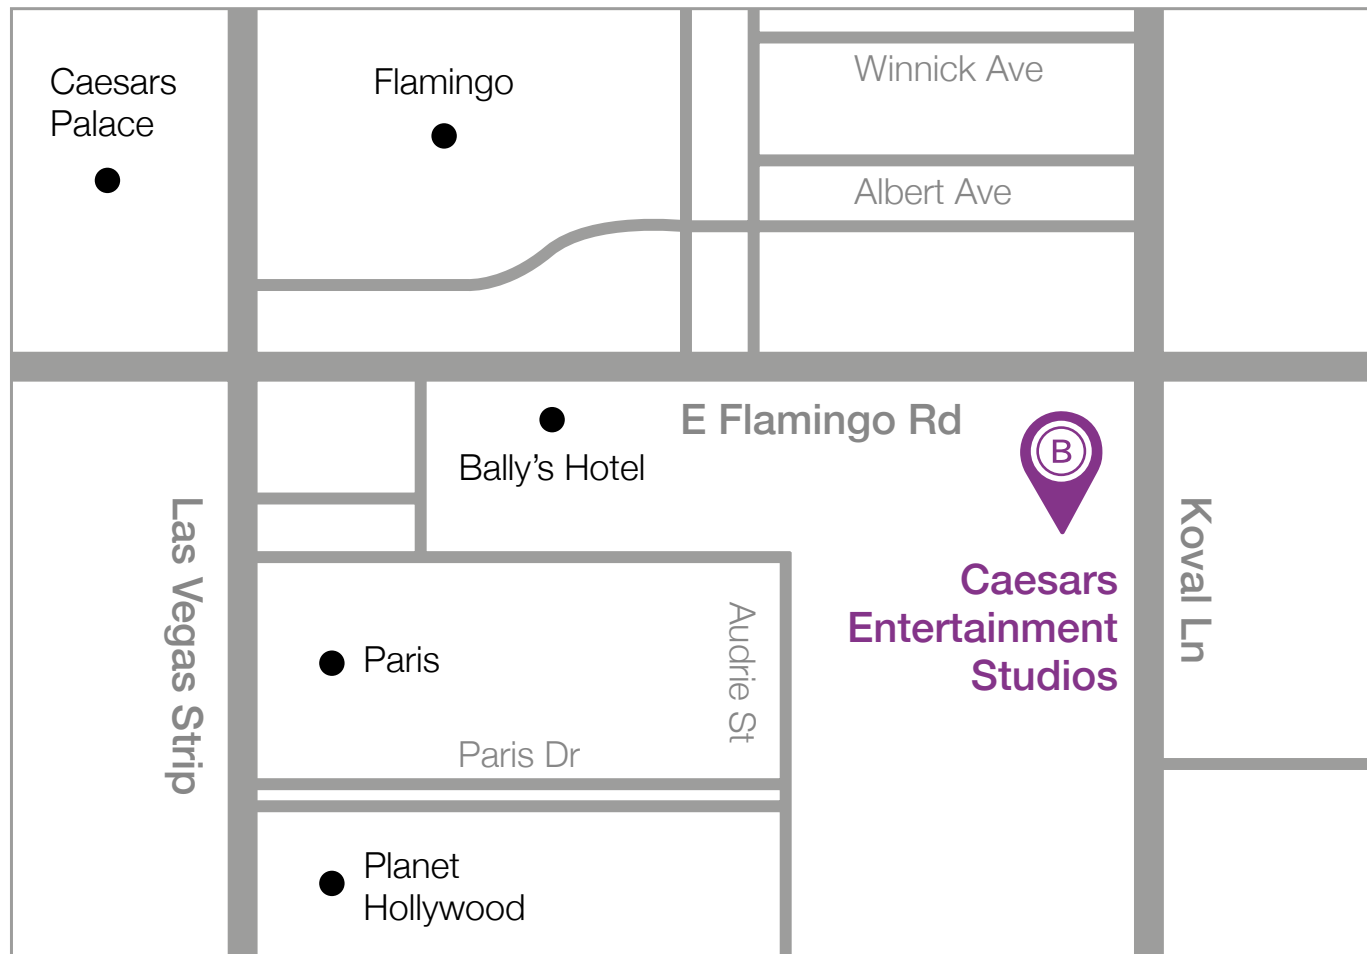 Caesars
Palace
Flamingo
Winnick Ave
Albert Ave
E Flamingo Rd
B
Bally’s Hotel
Las Vegas Strip
Koval Ln
Caesars
Entertainment
Studios
Audrie St
Paris
Paris Dr
Planet
Hollywood